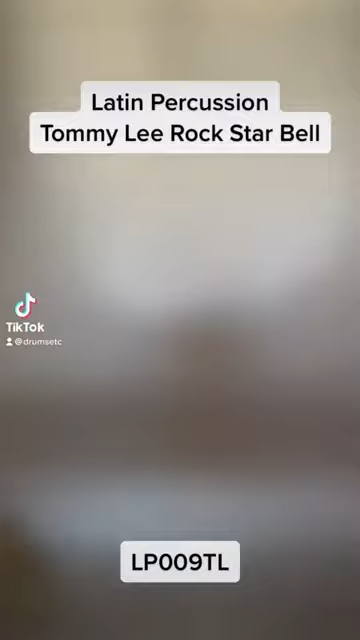 Latin Percussion
Tommy Lee Rock Star Bell
TikTok
@drumsetc
LP009TL